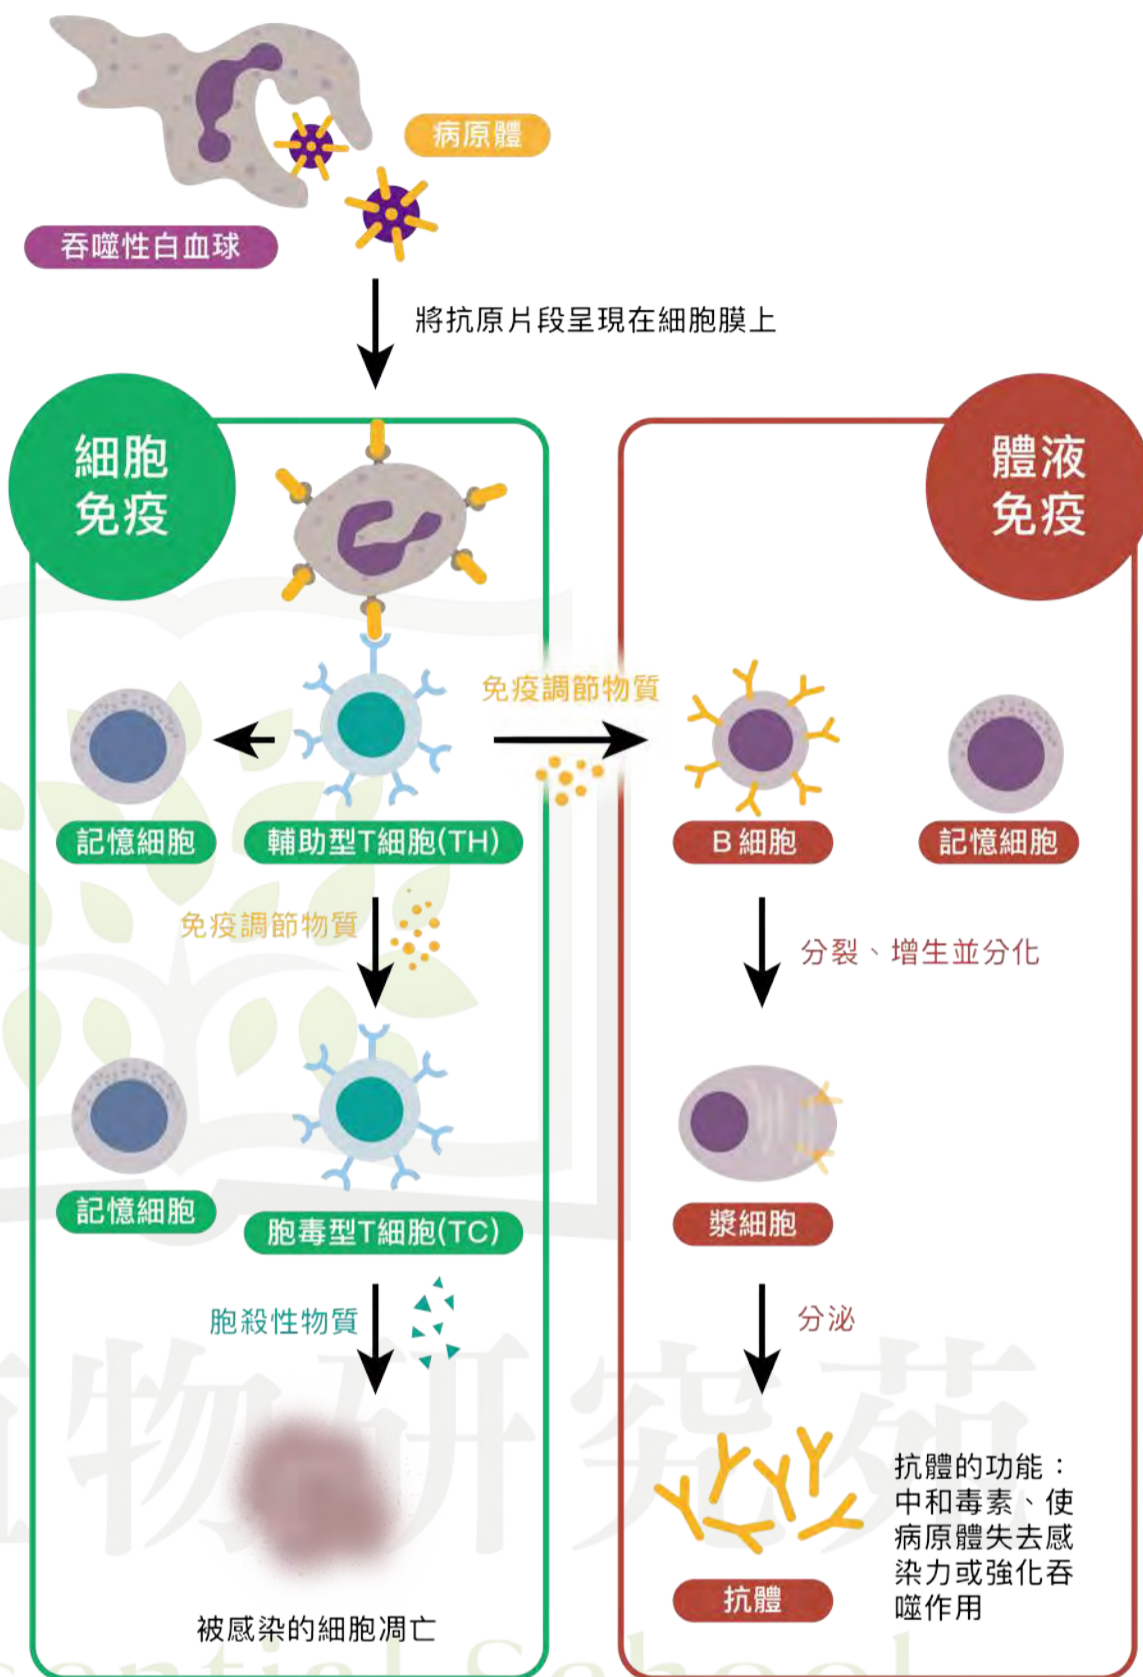 病原體
吞噬性白血球
將抗原片段呈現在細胞膜上
細胞
免疫
體液
免疫
免疫調節物質
記憶細胞
輔助型T細胞(TH)
B 細胞
記憶細胞
免疫調節物質
分裂、增生並分化
記憶細胞
胞毒型T細胞(TC)
漿細胞
胞殺性物質
分泌
抗體的功能：
中和毒素、使
病原體失去感
染力或強化吞
噬作用
抗體
被感染的細胞凋亡
物研究苑
School